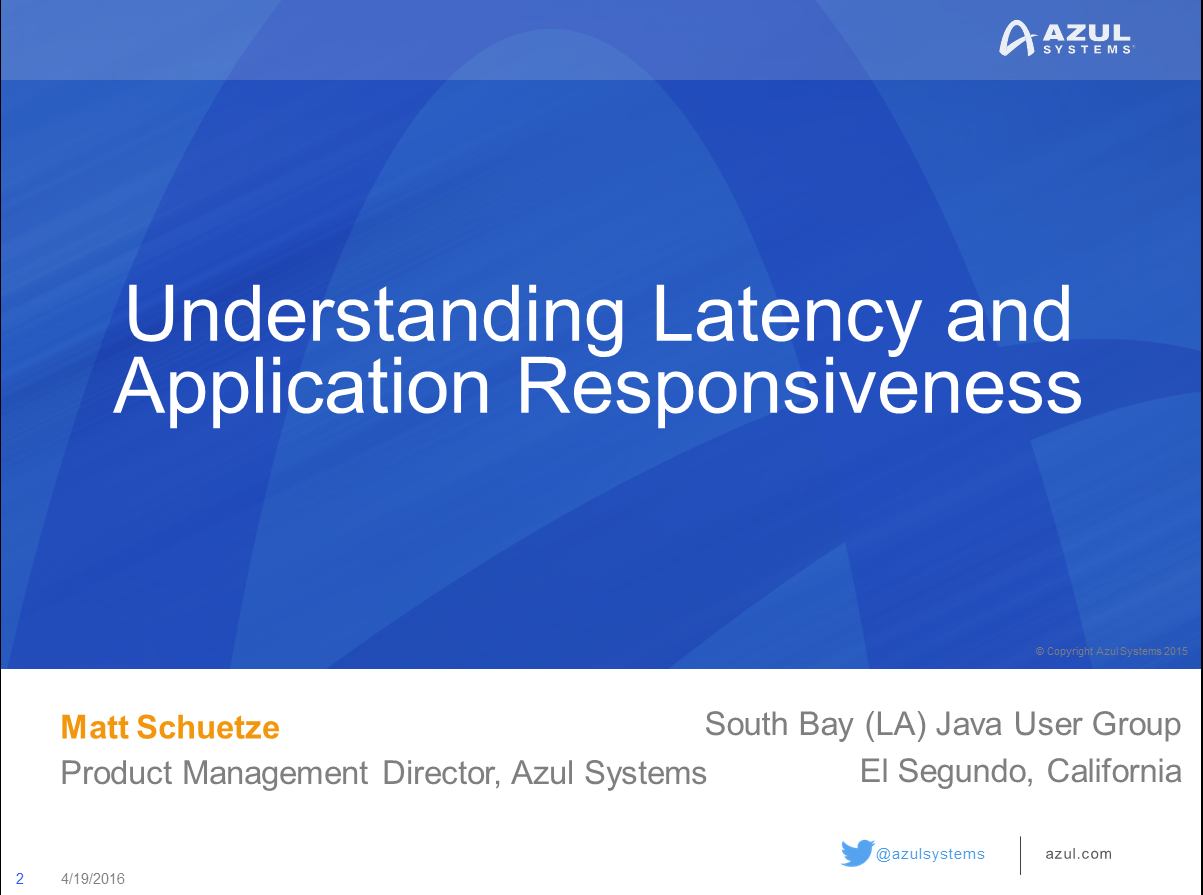 AZUL
SYSTEMS
Understanding Latency and
Application Responsiveness
© Copyright Azul Systems 2015
Matt Schuetze
Product Management Director, Azul Systems
South Bay (LA) Java User Group
El Segundo, California
@azulsystems
azul.com
2
4/19/2016